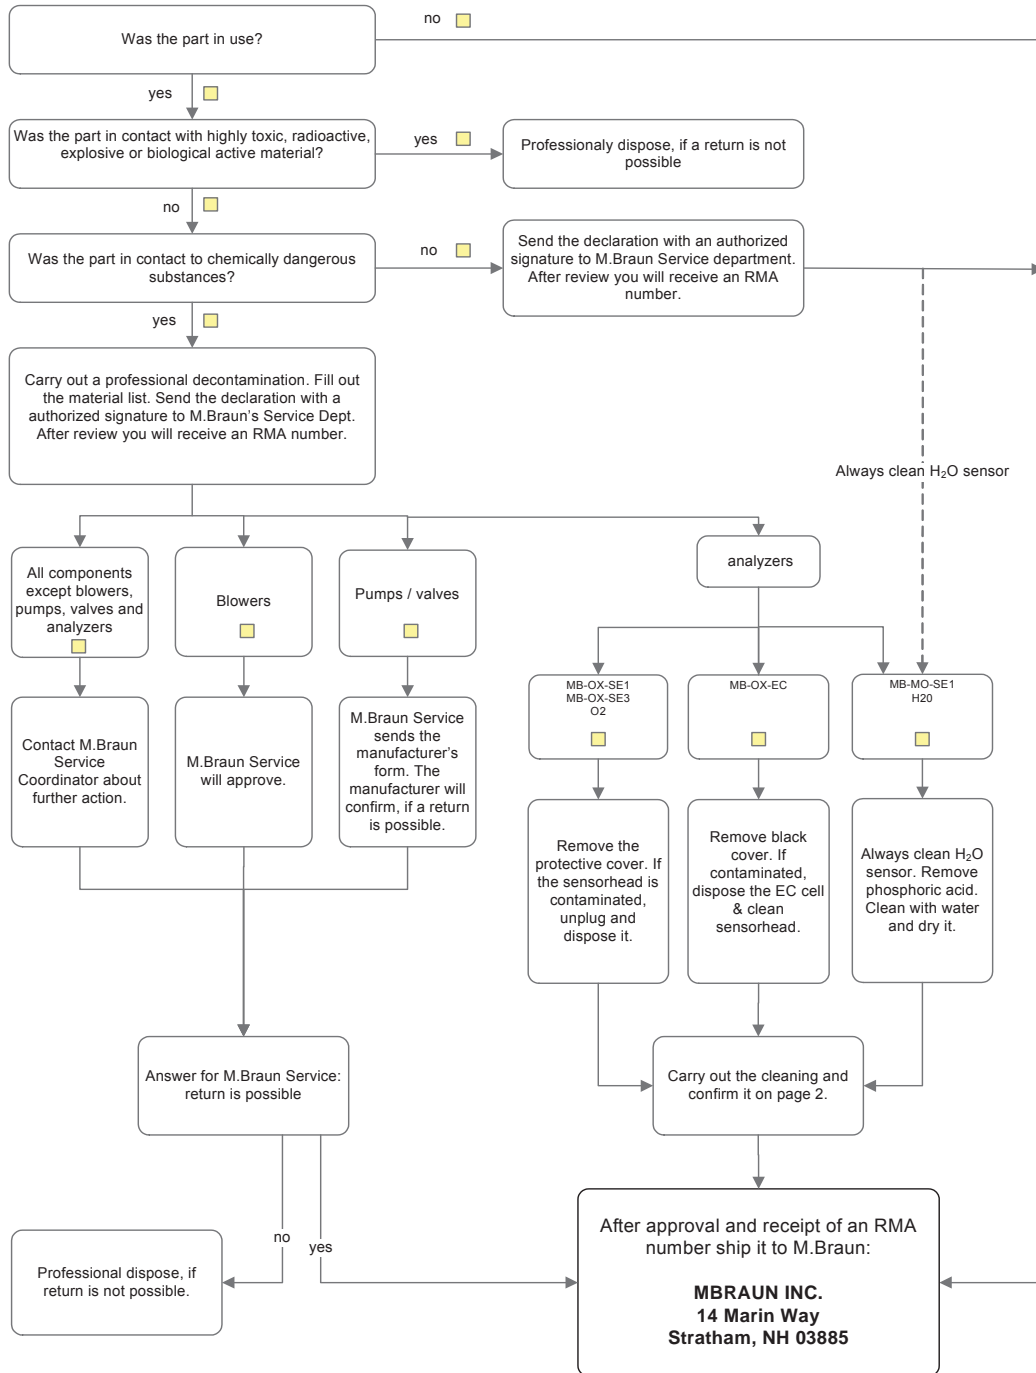 no
Was the part in use?
yes
Was the part in contact with highly toxic, radioactive,
explosive or biological active material?
yes
Professionaly dispose, if a return is not
possible
no
Was the part in contact to chemically dangerous
substances?
no
Send the declaration with an authorized
signature to M.Braun Service department.
After review you will receive an RMA
number.
yes
Carry out a professional decontamination. Fill out
the material list. Send the declaration with a
authorized signature to M.Braun's Service Dept.
After review you will receive an RMA number.
Always clean H₂O sensor
All components
except blowers,
pumps, valves and
analyzers
Blowers
Pumps / valves
analyzers
MB-OX-SE1
MB-OX-SE3
O2
MB-OX-EC
MB-MO-SE1
H20
Contact M.Braun
Service
Coordinator about
further action.
M.Braun Service
will approve.
M.Braun Service
sends the
manufacturer's
form. The
manufacturer will
confirm, if a return
is possible.
Remove the
protective cover. If
the sensorhead is
contaminated,
unplug and
dispose it.
Remove black
cover. If
contaminated,
dispose the EC cell
& clean
sensorhead.
Always clean H₂O
sensor. Remove
phosphoric acid.
Clean with water
and dry it.
Answer for M.Braun Service:
return is possible
Carry out the cleaning and
confirm it on page 2.
no
yes
Professional dispose, if
return is not possible.
After approval and receipt of an RMA
number ship it to M.Braun:
MBRAUN INC.
14 Marin Way
Stratham, NH 03885